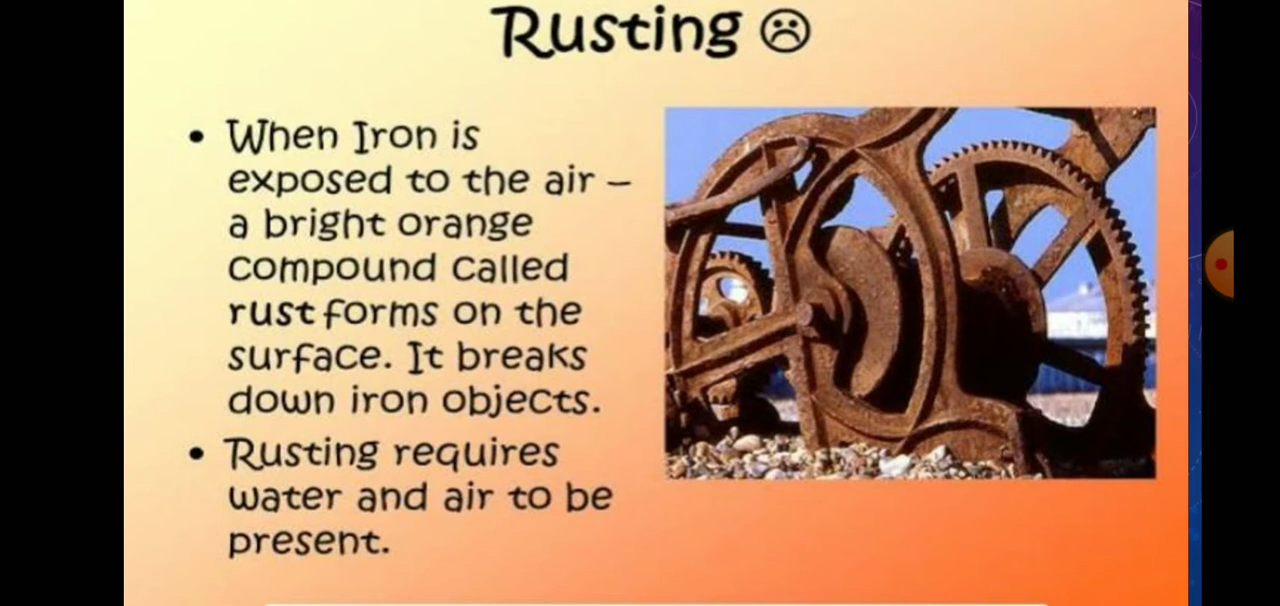 Rusting ☹
• When Iron is
exposed to the air –
a bright orange
compound called
rust forms on the
surface. It breaks
down iron objects.
• Rusting requires
water and air to be
present.